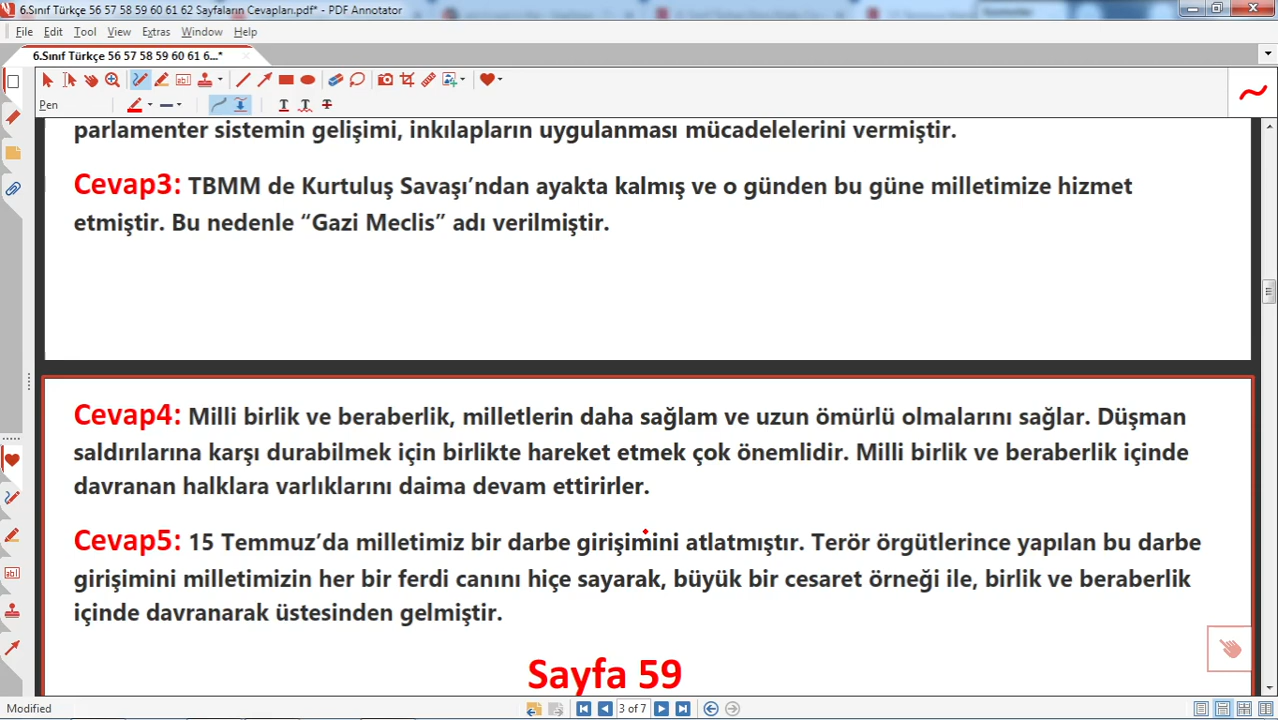 6.Sınıf Türkçe 56 57 58 59 60 61 62 Sayfaların Cevapları.pdf* - PDF Annotator
File Edit Tool View Extras Window Help
6.Sınıf Türkçe 56 57 58 59 60 61 6...*
Pen
parlamenter sistemin gelişimi, inkılapların uygulanması mücadelelerini vermiştir.
Cevap3: TBMM de Kurtuluş Savaşı’ndan ayakta kalmış ve o günden bu güne milletimize hizmet
etmiştir. Bu nedenle “Gazi Meclis” adı verilmiştir.
Cevap4: Milli birlik ve beraberlik, milletlerin daha sağlam ve uzun ömürlü olmalarını sağlar. Düşman
saldırılarına karşı durabilmek için birlikte hareket etmek çok önemlidir. Milli birlik ve beraberlik içinde
davranan halklara varlıklarını daima devam ettirirler.
Cevap5: 15 Temmuz’da milletimiz bir darbe girişimini atlatmıştır. Terör örgütlerince yapılan bu darbe
girişimini milletimizin her bir ferdi canını hiçe sayarak, büyük bir cesaret örneği ile, birlik ve beraberlik
içinde davranarak üstesinden gelmiştir.
Sayfa 59
Modified 3 of 7